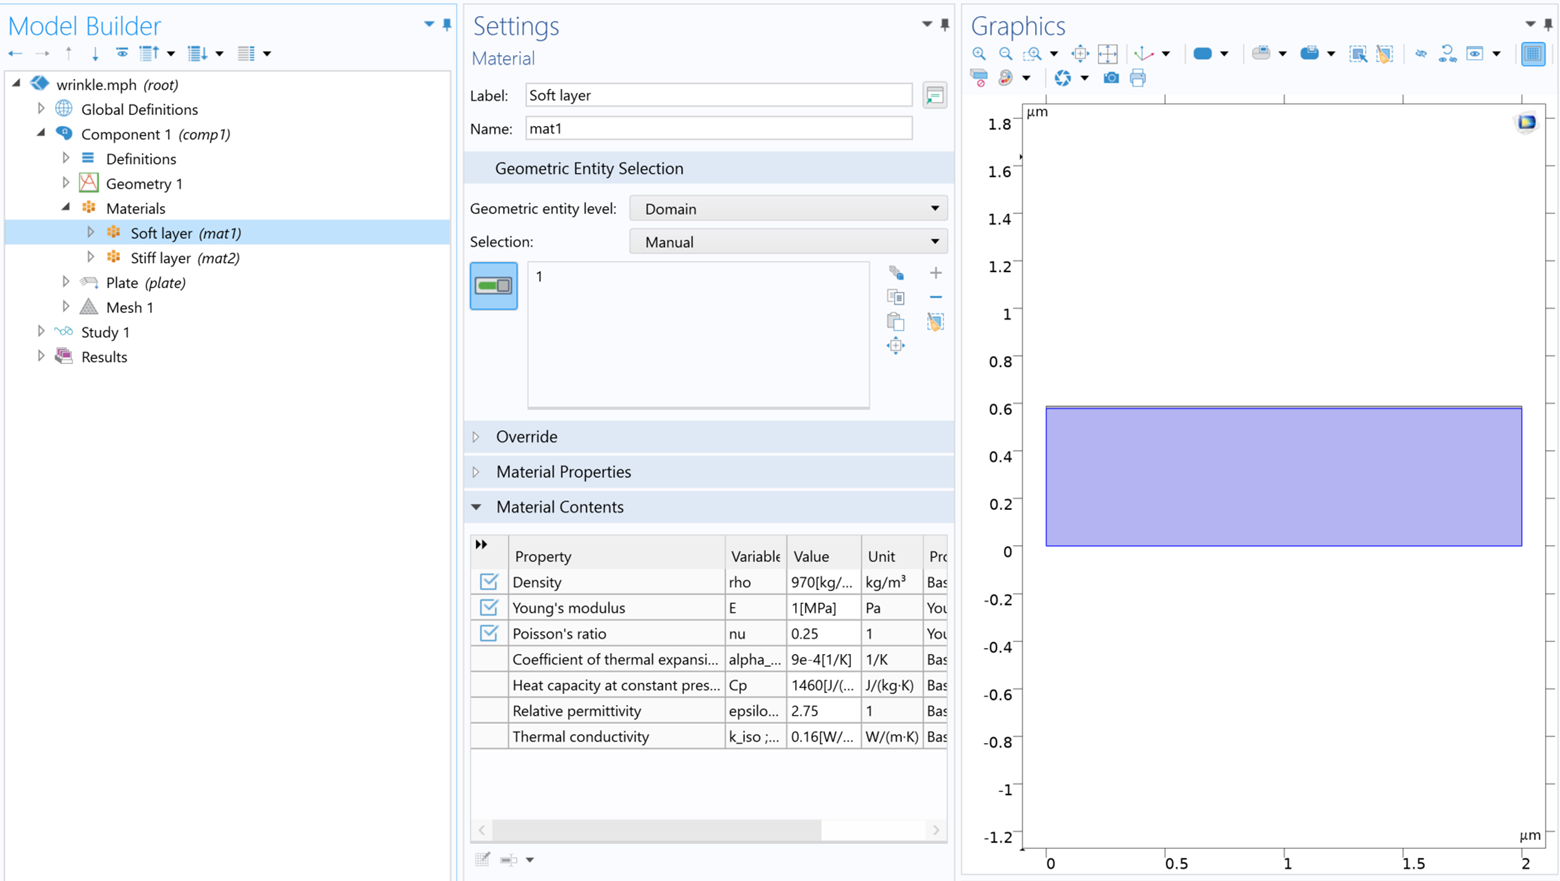 Model Builder
wrinkle.mph (root)
Global Definitions
Component 1 (comp1)
Definitions
Geometry 1
Materials
Soft layer (mat1)
Stiff layer (mat2)
Plate (plate)
Mesh 1
Study 1
Results
Settings
Material
Label: Soft layer
Name: mat1
Geometric Entity Selection
Geometric entity level: Domain
Selection: Manual
1
Override
Material Properties
Material Contents
Property Variable Value Unit Prc
Density rho 970[kg/... kg/m³ Bas
Young's modulus E 1[MPa] Pa You
Poisson's ratio nu 0.25 1 You
Coefficient of thermal expansi... alpha_... 9e-4[1/K] 1/K Bas
Heat capacity at constant pres... Cp 1460[J/(... J/(kg·K) Bas
Relative permittivity epsilo... 2.75 1 Bas
Thermal conductivity k_iso ;... 0.16[W/... W/(m·K) Bas
Graphics
µm
1.8
1.6
1.4
1.2
1
0.8
0.6
0.4
0.2
0
-0.2
-0.4
-0.6
-0.8
-1
-1.2
µm
0 0.5 1 1.5 2